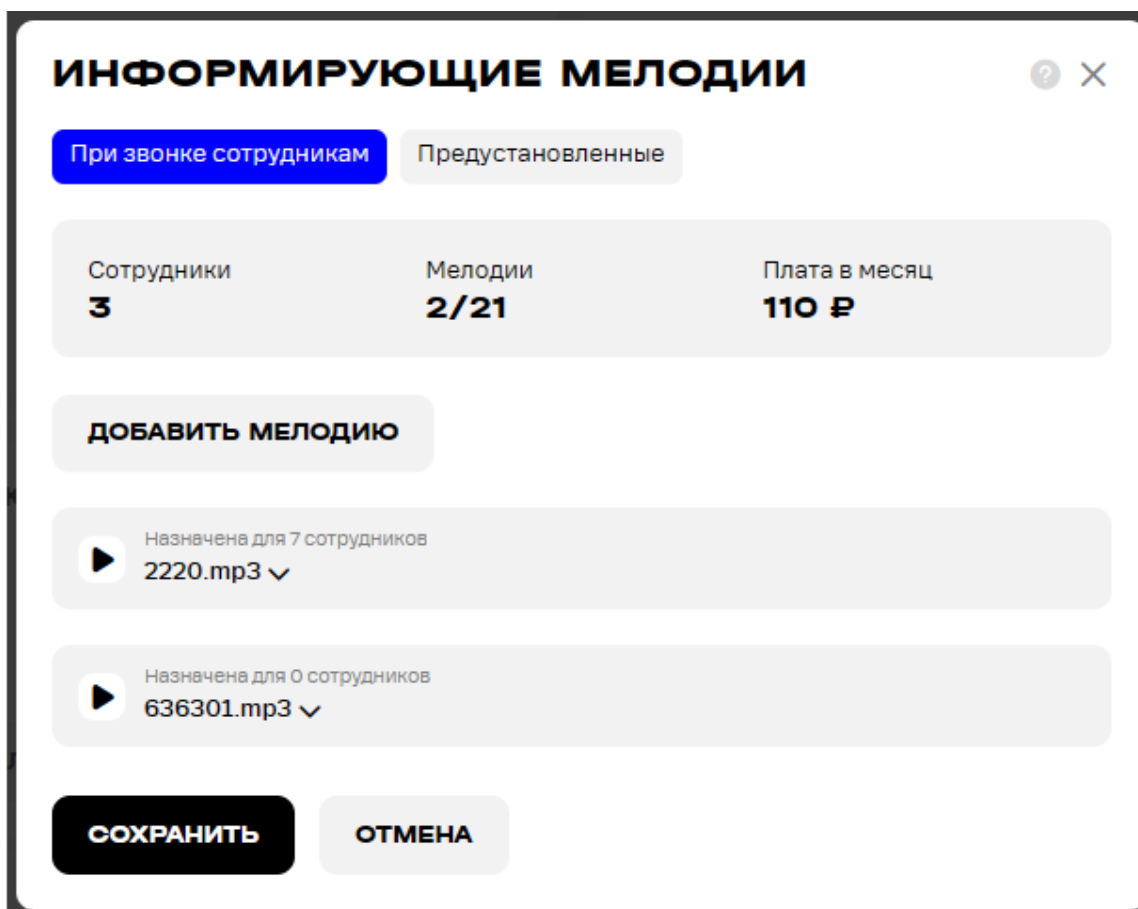 ИНФОРМИРУЮЩИЕ МЕЛОДИИ
При звонке сотрудникам Предустановленные
Сотрудники Мелодии Плата в месяц
3 2/21 110 ₽
ДОБАВИТЬ МЕЛОДИЮ
Назначена для 7 сотрудников
2220.mp3
Назначена для 0 сотрудников
636301.mp3
СОХРАНИТЬ ОТМЕНА